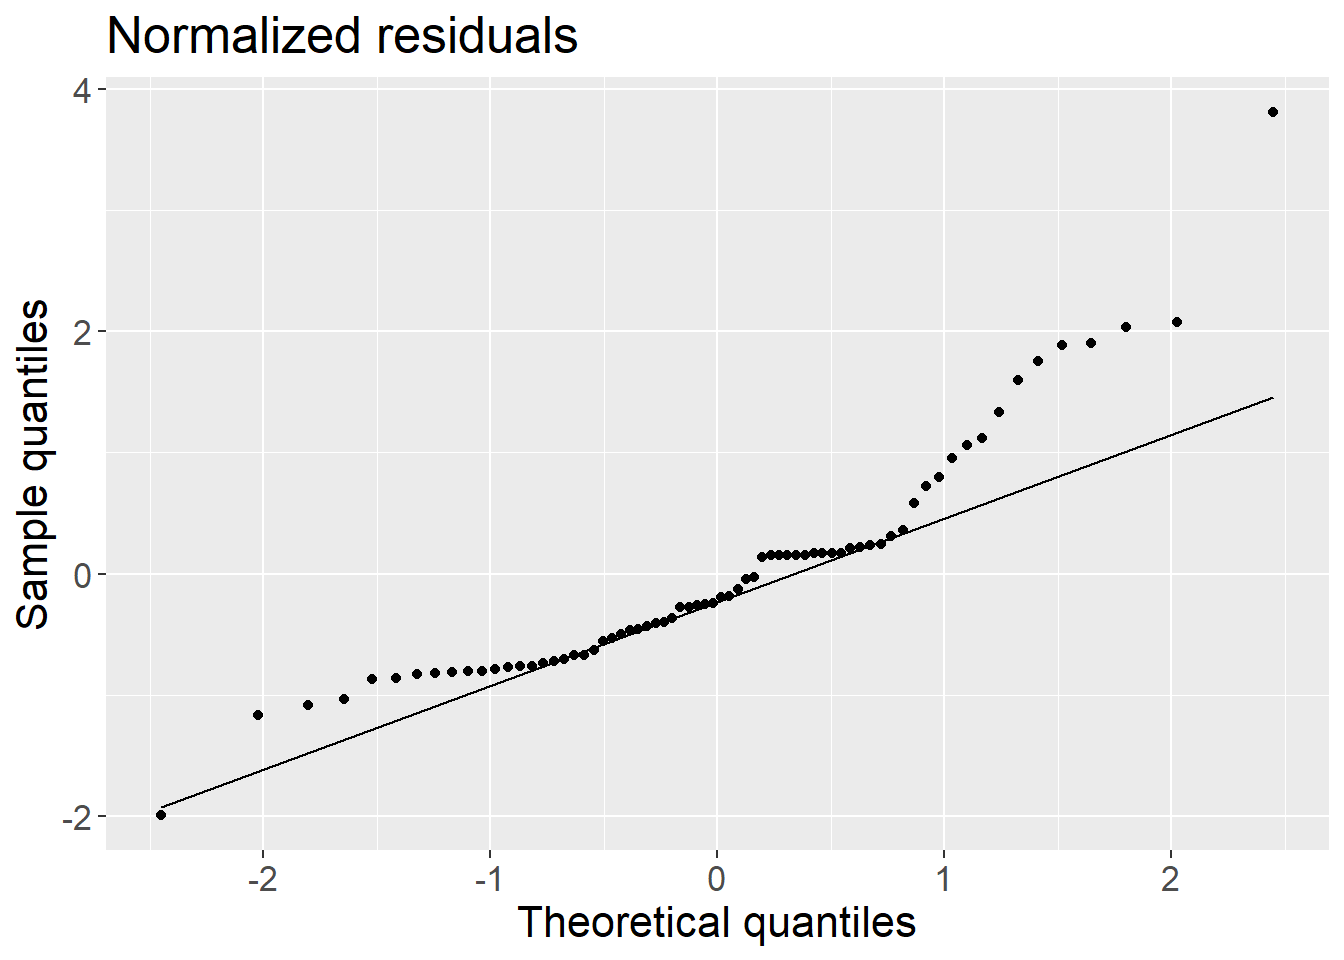 Normalized residuals
4
2
0
-2
Sample quantiles
-2 -1 0 1 2
Theoretical quantiles